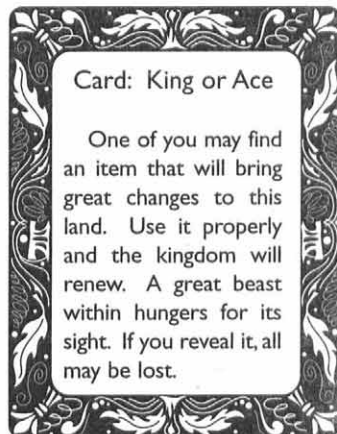 Card: King or Ace
One of you may find
an item that will bring
great changes to this
land. Use it properly
and the kingdom will
renew. A great beast
within hungers for its
sight. If you reveal it, all
may be lost.